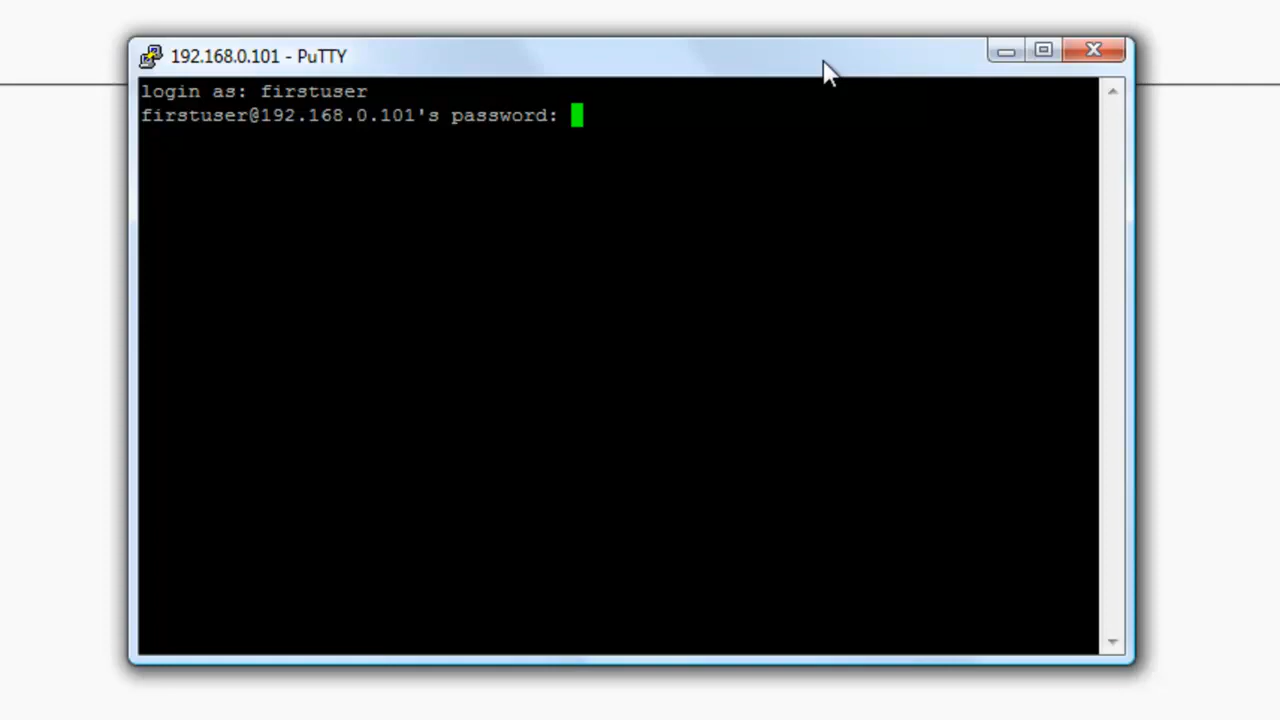 192.168.0.101 - PuTTY
login as: firstuser
firstuser@192.168.0.101's password: